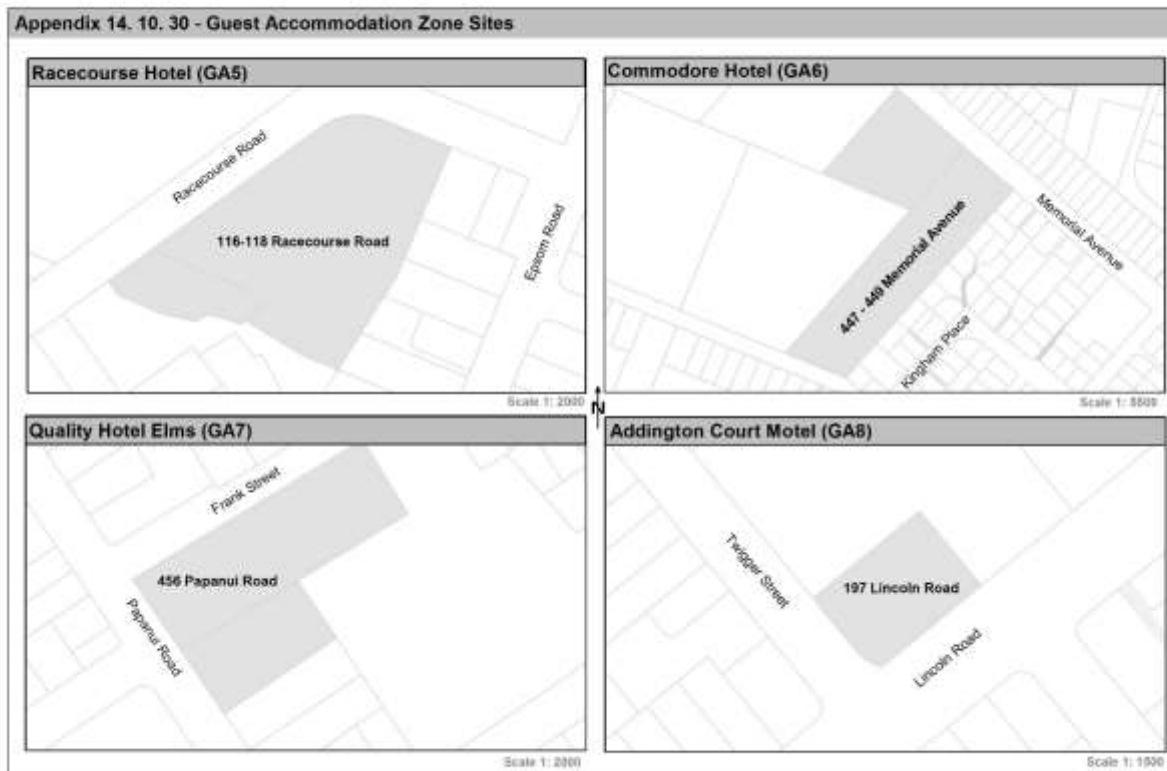 Appendix 14. 10. 30 - Guest Accommodation Zone Sites
Racecourse Hotel (GA5)
Racecourse Road
116-118 Racecourse Road
Epsom Road
Scale 1: 2000
Commodore Hotel (GA6)
Memorial Avenue
447 - 449 Memorial Avenue
Kingham Place
Scale 1: 5500
N
Quality Hotel Elms (GA7)
Frank Street
456 Papanui Road
Papanui Road
Scale 1: 2000
Addington Court Motel (GA8)
Twigger Street
197 Lincoln Road
Lincoln Road
Scale 1: 1500